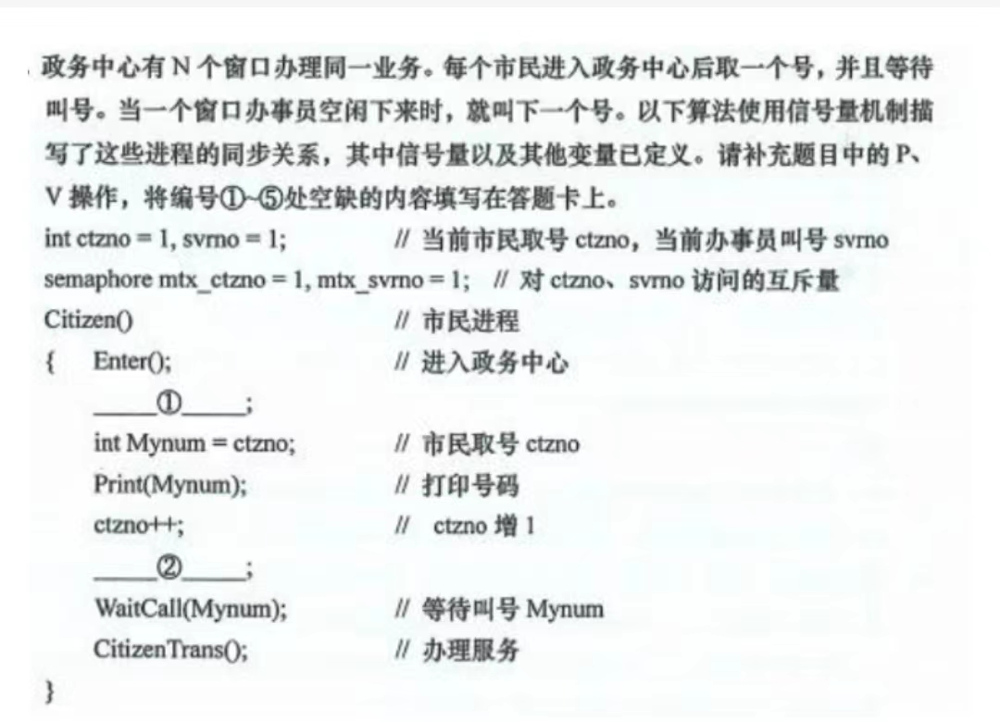 政务中心有 N 个窗口办理同一业务。每个市民进入政务中心后取一个号，并且等待
叫号。当一个窗口办事员空闲下来时，就叫下一个号。以下算法使用信号量机制描
写了这些进程的同步关系，其中信号量以及其他变量已定义。请补充题目中的 P、
V 操作，将编号①~⑤处空缺的内容填写在答题卡上。
int ctzno = 1, svrno = 1; // 当前市民取号 ctzno，当前办事员叫号 svrno
semaphore mtx_ctzno = 1, mtx_svrno = 1; // 对 ctzno、svrno 访问的互斥量
Citizen() // 市民进程
{ Enter(); // 进入政务中心
____①____;
int Mynum = ctzno; // 市民取号 ctzno
Print(Mynum); // 打印号码
ctzno++; // ctzno 增 1
____②____;
WaitCall(Mynum); // 等待叫号 Mynum
CitizenTrans(); // 办理服务
}